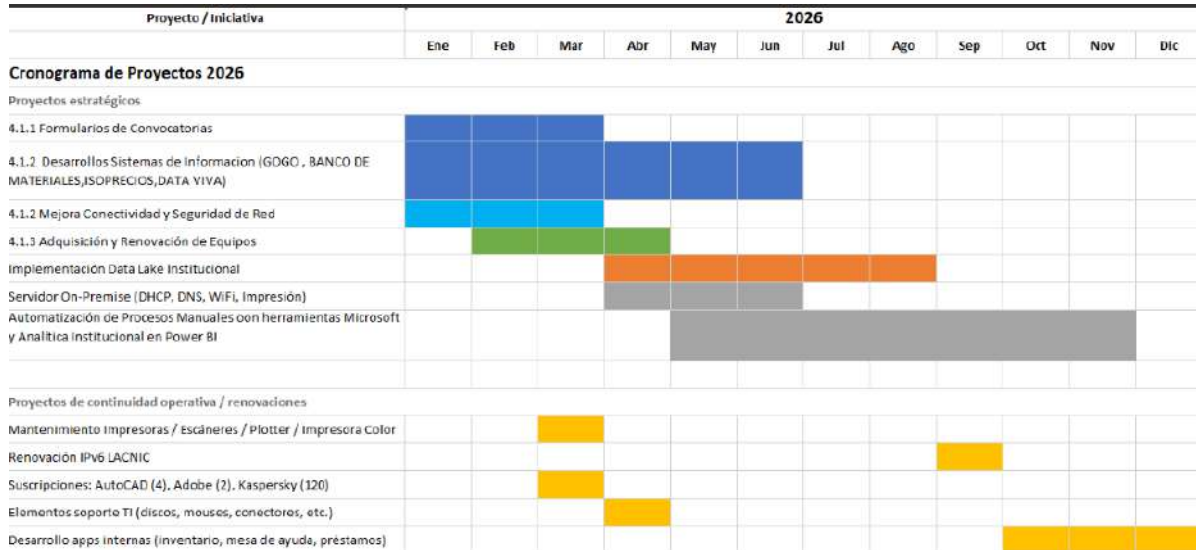 Proyecto / Iniciativa 2026
Ene Feb Mar Abr May Jun Jul Ago Sep Oct Nov Dic
Cronograma de Proyectos 2026
Proyectos estratégicos
4.1.1 Formularios de Convocatorias
4.1.2 Desarrollos Sistemas de Informacion (GOGO , BANCO DE
MATERIALES,ISOPRECIOS,DATA VIVA)
4.1.2 Mejora Conectividad y Seguridad de Red
4.1.3 Adquisición y Renovación de Equipos
Implementación Data Lake Institucional
Servidor On-Premise (DHCP, DNS, WiFi, Impresión)
Automatización de Procesos Manuales con herramientas Microsoft
y Analítica Institucional en Power BI
Proyectos de continuidad operativa / renovaciones
Mantenimiento Impresoras / Escáneres / Plotter / Impresora Color
Renovación IPv6 LACNIC
Suscripciones: AutoCAD (4), Adobe (2), Kaspersky (120)
Elementos soporte TI (discos, mouses, conectores, etc.)
Desarrollo apps internas (inventario, mesa de ayuda, préstamos)